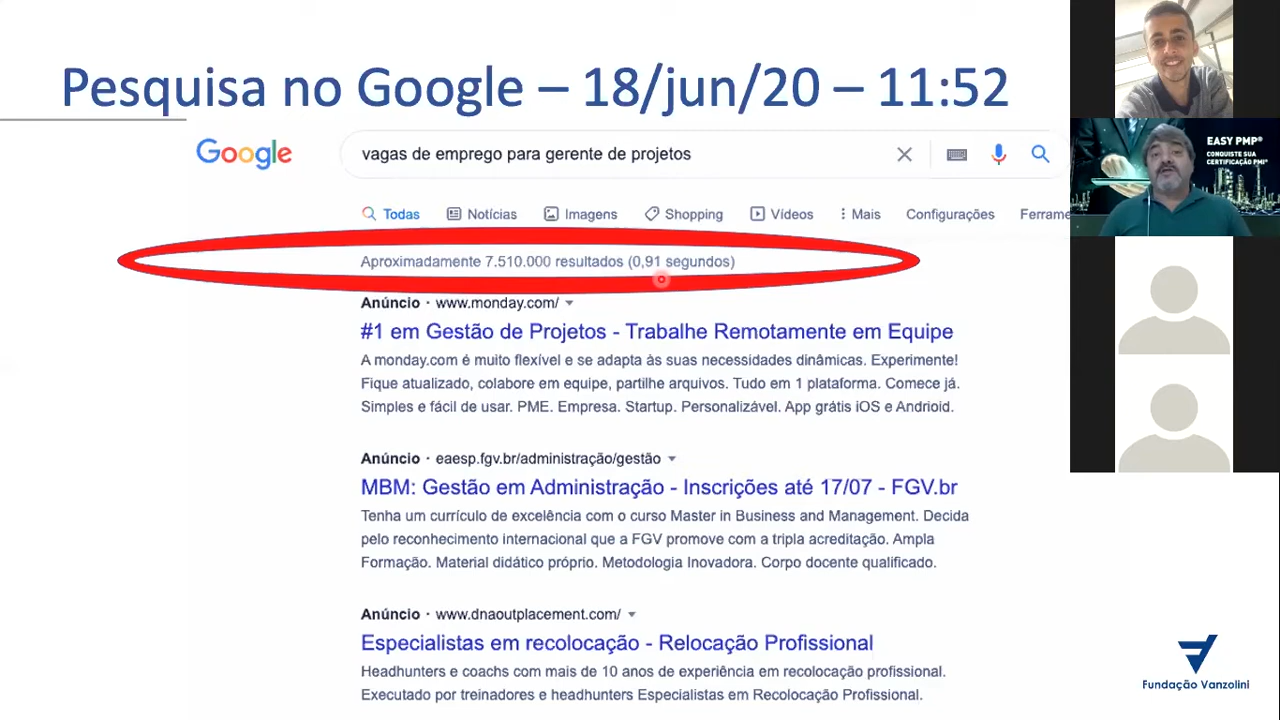 Pesquisa no Google – 18/jun/20 – 11:52
Google
vagas de emprego para gerente de projetos
Todas Notícias Imagens Shopping Vídeos Mais Configurações Ferrame
Aproximadamente 7.510.000 resultados (0,91 segundos)
Anúncio · www.monday.com/
#1 em Gestão de Projetos - Trabalhe Remotamente em Equipe
A monday.com é muito flexível e se adapta às suas necessidades dinâmicas. Experimente!
Fique atualizado, colabore em equipe, partilhe arquivos. Tudo em 1 plataforma. Comece já.
Simples e fácil de usar. PME. Empresa. Startup. Personalizável. App grátis iOS e Andrioid.
Anúncio · eaesp.fgv.br/administração/gestão
MBM: Gestão em Administração - Inscrições até 17/07 - FGV.br
Tenha um currículo de excelência com o curso Master in Business and Management. Decida
pelo reconhecimento internacional que a FGV promove com a tripla acreditação. Ampla
Formação. Material didático próprio. Metodologia Inovadora. Corpo docente qualificado.
Anúncio · www.dnaoutplacement.com/
Especialistas em recolocação - Relocação Profissional
Headhunters e coachs com mais de 10 anos de experiência em recolocação profissional.
Executado por treinadores e headhunters Especialistas em Recolocação Profissional.
EASY PMP®
CONQUISTE SUA
CERTIFICAÇÃO PMI®
Fundação Vanzolini